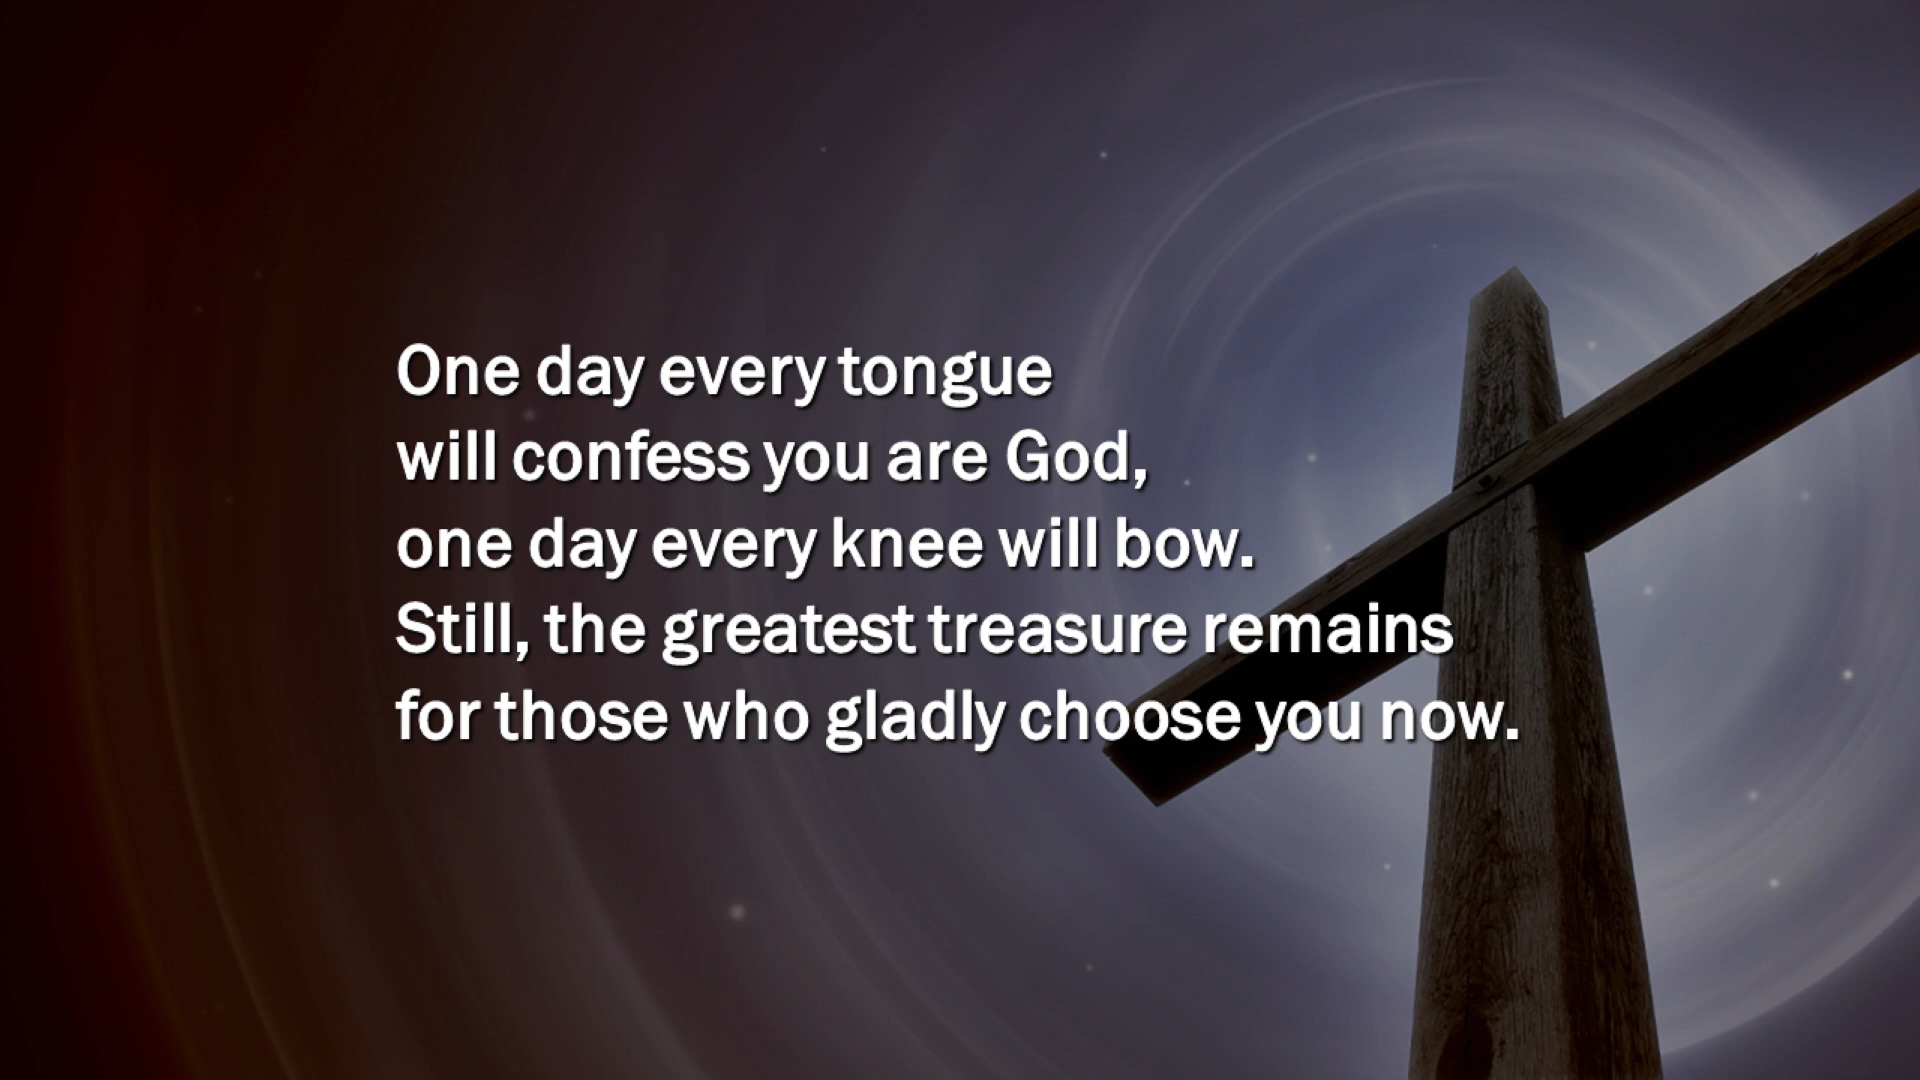 One day every tongue
will confess you are God,
one day every knee will bow.
Still, the greatest treasure remains
for those who gladly choose you now.